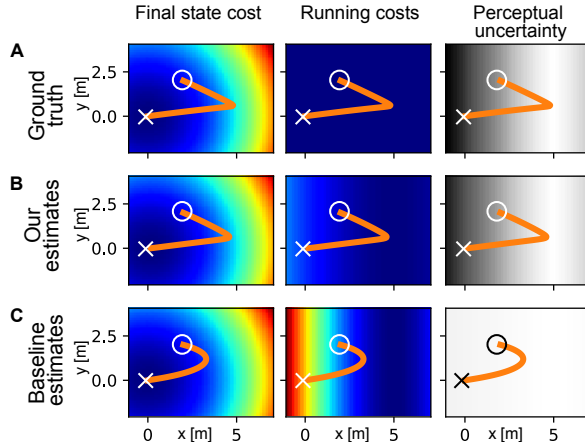 Final state cost Running costs Perceptual uncertainty
A
Ground truth
y [m]
2.5
0.0
B
Our estimates
y [m]
2.5
0.0
C
Baseline estimates
y [m]
2.5
0.0
0 5 0 5 0 5
x [m] x [m] x [m]